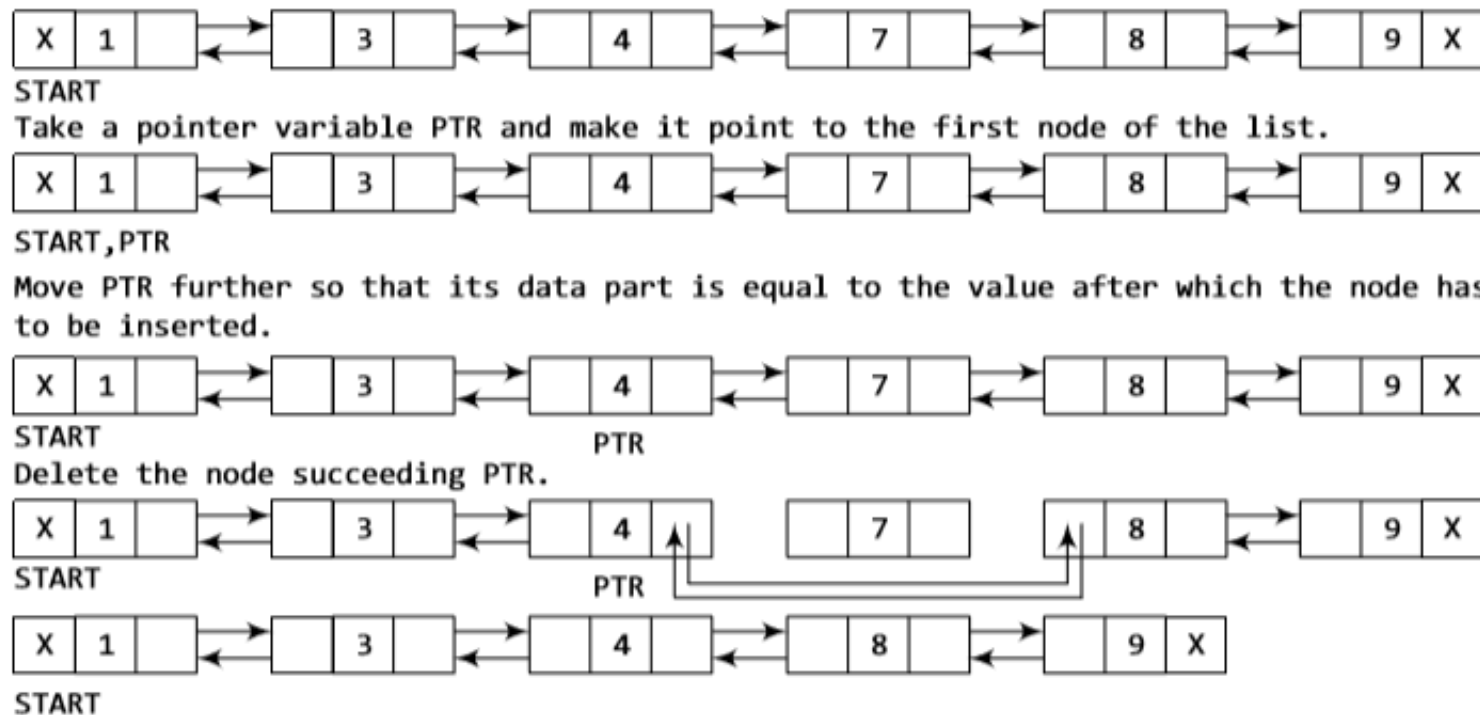 X 1 3 4 7 8 9 X
START
Take a pointer variable PTR and make it point to the first node of the list.
X 1 3 4 7 8 9 X
START,PTR
Move PTR further so that its data part is equal to the value after which the node has
to be inserted.
X 1 3 4 7 8 9 X
START PTR
Delete the node succeeding PTR.
X 1 3 4 7 8 9 X
START PTR
X 1 3 4 8 9 X
START